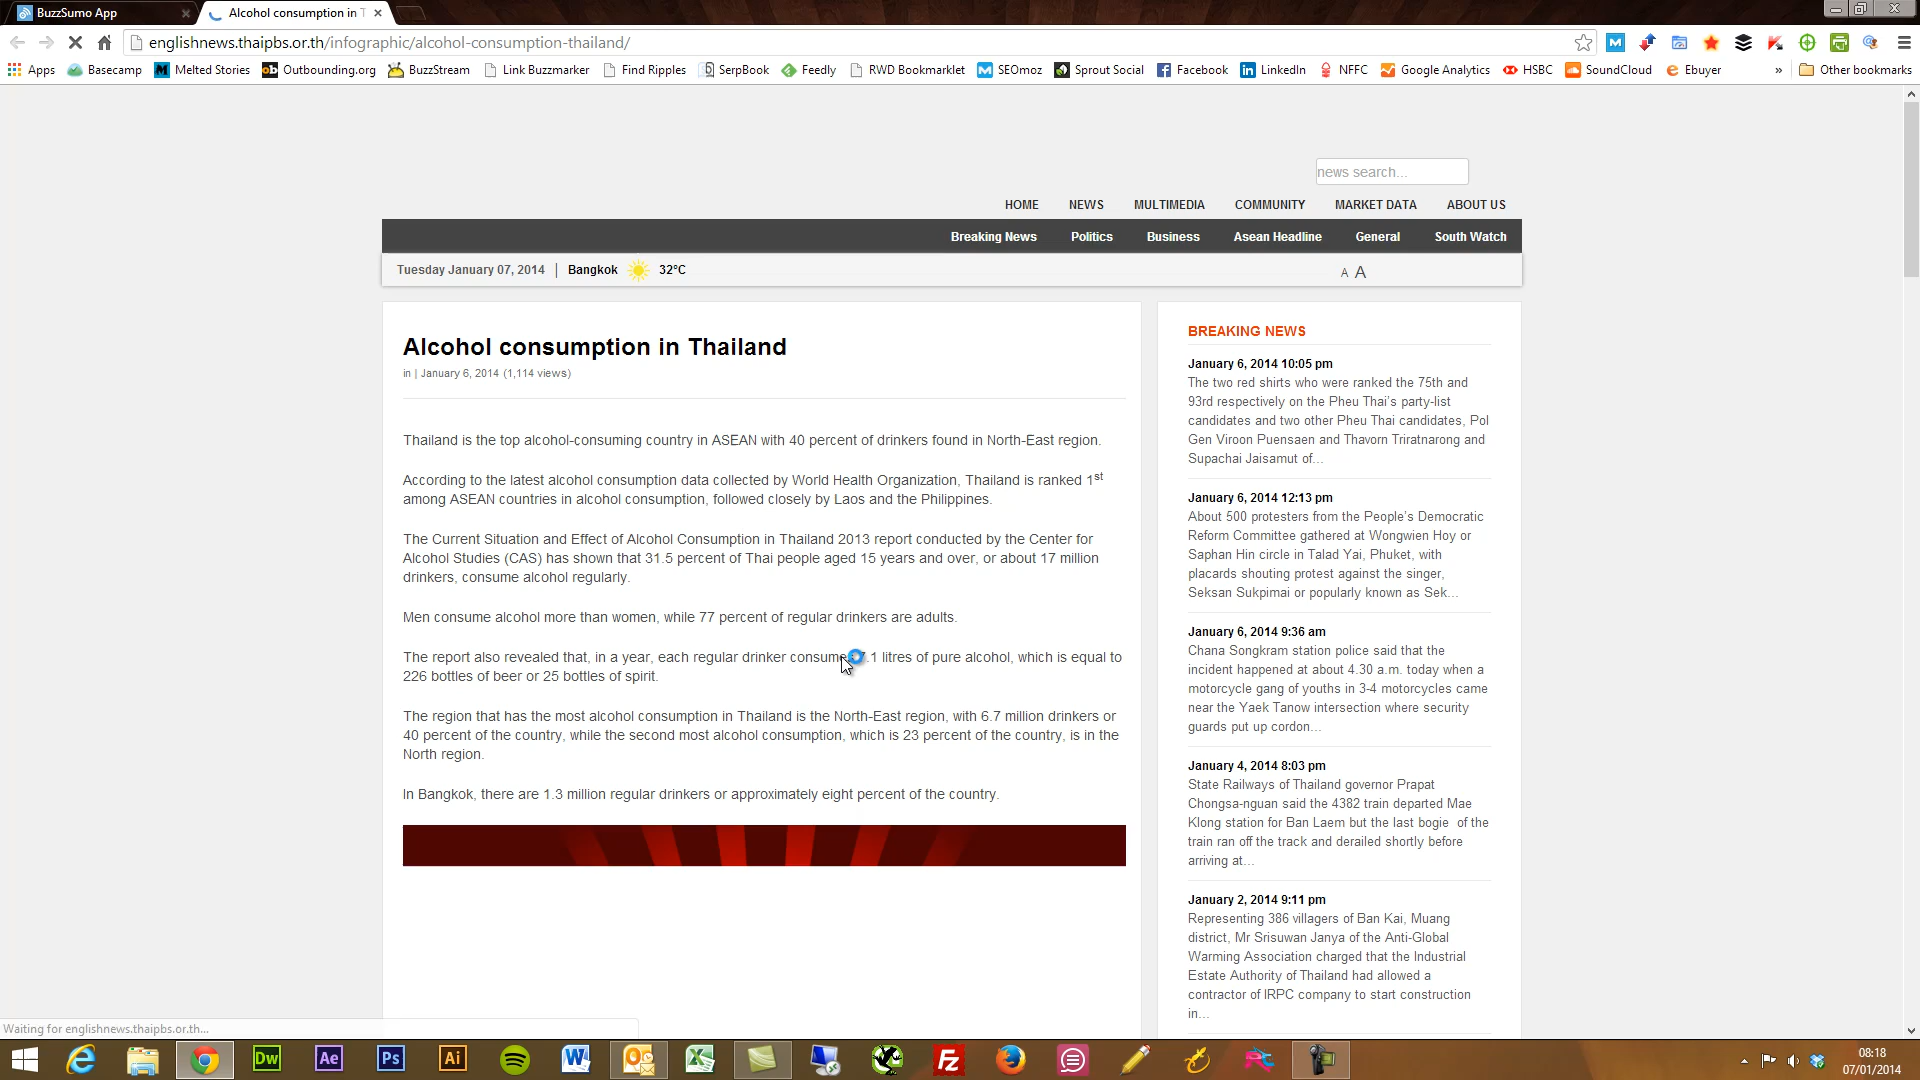 BuzzSumo App
Alcohol consumption in T
englishnews.thaipbs.or.th/infographic/alcohol-consumption-thailand/
Apps Basecamp Melted Stories Outbounding.org BuzzStream Link Buzzmarker Find Ripples SerpBook Feedly RWD Bookmarklet SEOmoz Sprout Social Facebook LinkedIn NFFC Google Analytics HSBC SoundCloud Ebuyer » Other bookmarks
news search...
HOME NEWS MULTIMEDIA COMMUNITY MARKET DATA ABOUT US
Breaking News Politics Business Asean Headline General South Watch
Tuesday January 07, 2014 | Bangkok 32°C A A
Alcohol consumption in Thailand
in | January 6, 2014 (1,114 views)
Thailand is the top alcohol-consuming country in ASEAN with 40 percent of drinkers found in North-East region.
According to the latest alcohol consumption data collected by World Health Organization, Thailand is ranked 1st
among ASEAN countries in alcohol consumption, followed closely by Laos and the Philippines.
The Current Situation and Effect of Alcohol Consumption in Thailand 2013 report conducted by the Center for
Alcohol Studies (CAS) has shown that 31.5 percent of Thai people aged 15 years and over, or about 17 million
drinkers, consume alcohol regularly.
Men consume alcohol more than women, while 77 percent of regular drinkers are adults.
The report also revealed that, in a year, each regular drinker consume .1 litres of pure alcohol, which is equal to
226 bottles of beer or 25 bottles of spirit.
The region that has the most alcohol consumption in Thailand is the North-East region, with 6.7 million drinkers or
40 percent of the country, while the second most alcohol consumption, which is 23 percent of the country, is in the
North region.
In Bangkok, there are 1.3 million regular drinkers or approximately eight percent of the country.
BREAKING NEWS
January 6, 2014 10:05 pm
The two red shirts who were ranked the 75th and
93rd respectively on the Pheu Thai's party-list
candidates and two other Pheu Thai candidates, Pol
Gen Viroon Puensaen and Thavorn Triratnarong and
Supachai Jaisamut of...
January 6, 2014 12:13 pm
About 500 protesters from the People's Democratic
Reform Committee gathered at Wongwien Hoy or
Saphan Hin circle in Talad Yai, Phuket, with
placards shouting protest against the singer,
Seksan Sukpimai or popularly known as Sek...
January 6, 2014 9:36 am
Chana Songkram station police said that the
incident happened at about 4.30 a.m. today when a
motorcycle gang of youths in 3-4 motorcycles came
near the Yaek Tanow intersection where security
guards put up cordon...
January 4, 2014 8:03 pm
State Railways of Thailand governor Prapat
Chongsa-nguan said the 4382 train departed Mae
Klong station for Ban Laem but the last bogie of the
train ran off the track and derailed shortly before
arriving at...
January 2, 2014 9:11 pm
Representing 386 villagers of Ban Kai, Muang
district, Mr Srisuwan Janya of the Anti-Global
Warming Association charged that the Industrial
Estate Authority of Thailand had allowed a
contractor of IRPC company to start construction
in...
Waiting for englishnews.thaipbs.or.th...
Dw Ae Ps Ai
08:18
07/01/2014